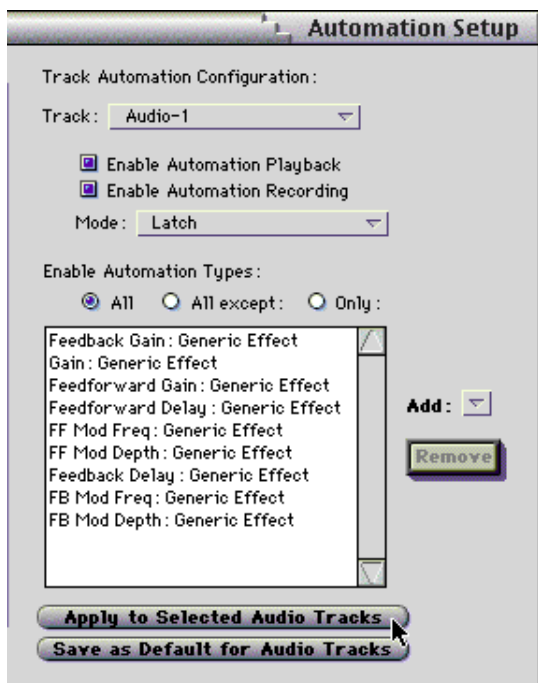 Automation Setup
Track Automation Configuration:
Track: Audio-1
Enable Automation Playback
Enable Automation Recording
Mode: Latch
Enable Automation Types:
All All except: Only:
Feedback Gain: Generic Effect
Gain: Generic Effect
Feedforward Gain: Generic Effect
Feedforward Delay: Generic Effect
FF Mod Freq: Generic Effect
FF Mod Depth: Generic Effect
Feedback Delay: Generic Effect
FB Mod Freq: Generic Effect
FB Mod Depth: Generic Effect
Add:
Remove
Apply to Selected Audio Tracks
Save as Default for Audio Tracks